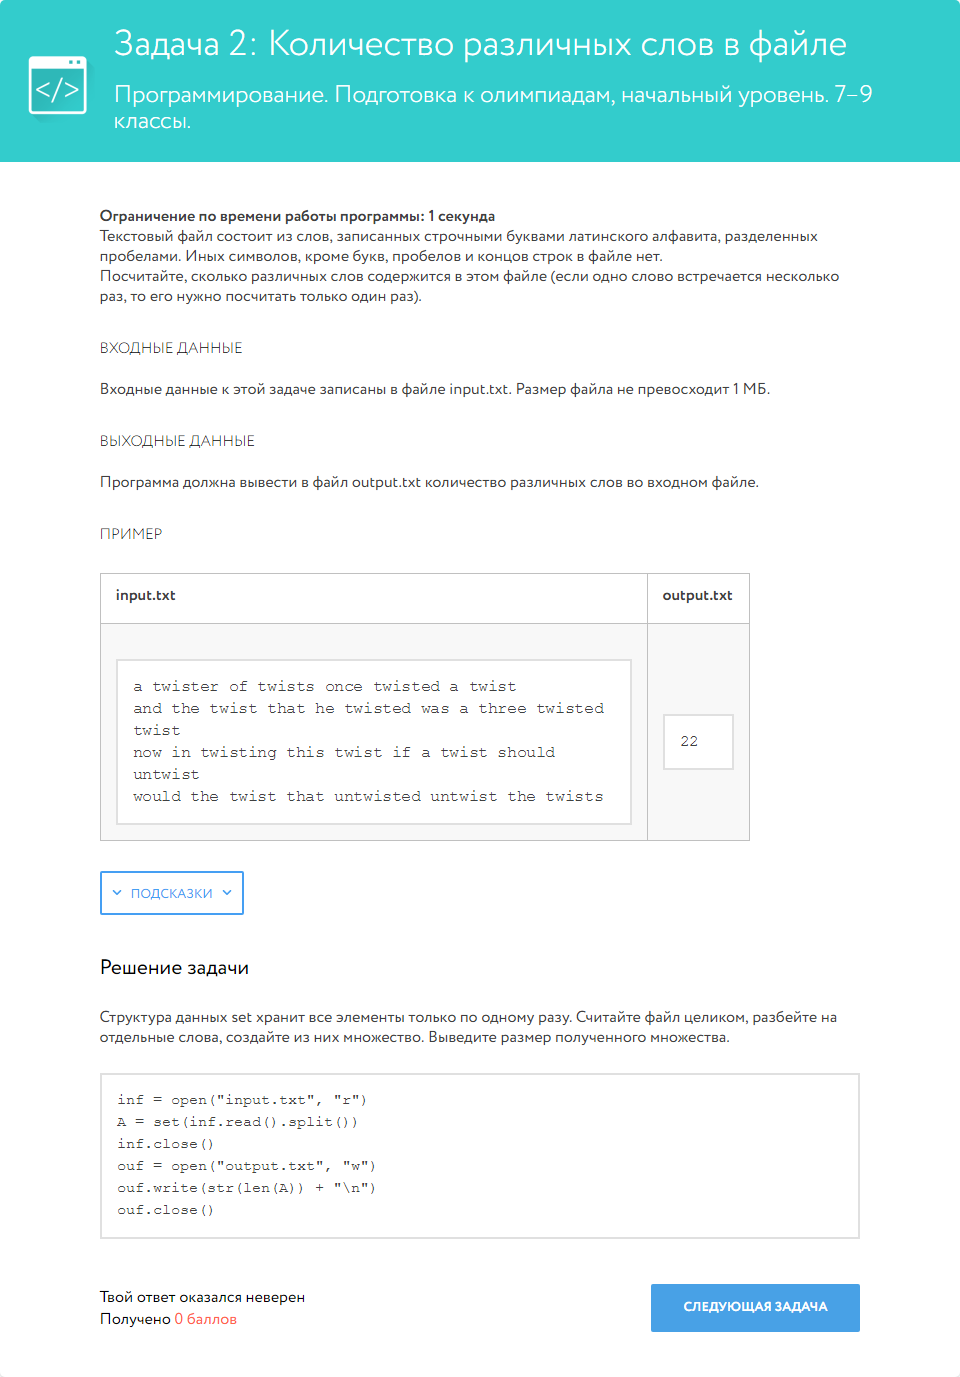 Задача 2: Количество различных слов в файле
</>
Программирование. Подготовка к олимпиадам, начальный уровень. 7–9
классы.
Ограничение по времени работы программы: 1 секунда
Текстовый файл состоит из слов, записанных строчными буквами латинского алфавита, разделенных
пробелами. Иных символов, кроме букв, пробелов и концов строк в файле нет.
Посчитайте, сколько различных слов содержится в этом файле (если одно слово встречается несколько
раз, то его нужно посчитать только один раз).
ВХОДНЫЕ ДАННЫЕ
Входные данные к этой задаче записаны в файле input.txt. Размер файла не превосходит 1 МБ.
ВЫХОДНЫЕ ДАННЫЕ
Программа должна вывести в файл output.txt количество различных слов во входном файле.
ПРИМЕР
input.txt
output.txt
a twister of twists once twisted a twist
and the twist that he twisted was a three twisted
twist
now in twisting this twist if a twist should
untwist
would the twist that untwisted untwist the twists
22
ПОДСКАЗКИ
Решение задачи
Структура данных set хранит все элементы только по одному разу. Считайте файл целиком, разбейте на
отдельные слова, создайте из них множество. Выведите размер полученного множества.
inf = open("input.txt", "r")
A = set(inf.read().split())
inf.close()
ouf = open("output.txt", "w")
ouf.write(str(len(A)) + "\n")
ouf.close()
Твой ответ оказался неверен
Получено 0 баллов
СЛЕДУЮЩАЯ ЗАДАЧА